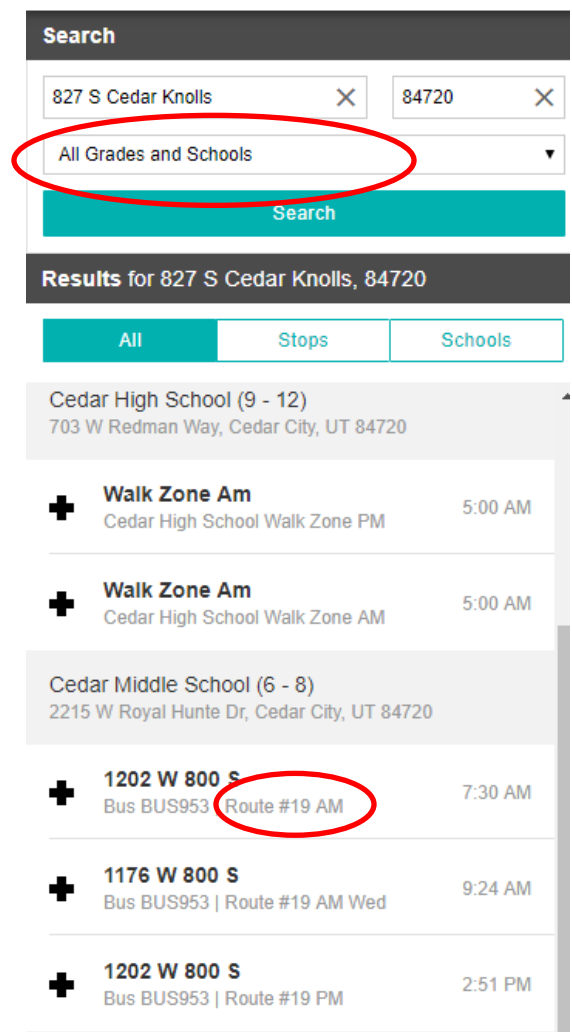 Search
827 S Cedar Knolls 84720
All Grades and Schools
Search
Results for 827 S Cedar Knolls, 84720
All Stops Schools
Cedar High School (9 - 12)
703 W Redman Way, Cedar City, UT 84720
Walk Zone Am
Cedar High School Walk Zone PM 5:00 AM
Walk Zone Am
Cedar High School Walk Zone AM 5:00 AM
Cedar Middle School (6 - 8)
2215 W Royal Hunte Dr, Cedar City, UT 84720
1202 W 800 S
Bus BUS953 | Route #19 AM 7:30 AM
1176 W 800 S
Bus BUS953 | Route #19 AM Wed 9:24 AM
1202 W 800 S
Bus BUS953 | Route #19 PM 2:51 PM